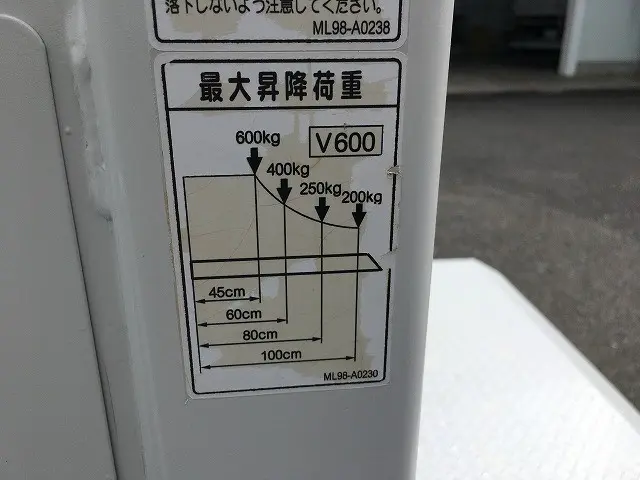 落下しないよう注意してください。
ML98-A0238
最大昇降荷重
V600
600kg
400kg
250kg
200kg
45cm
60cm
80cm
100cm
ML98-A0230